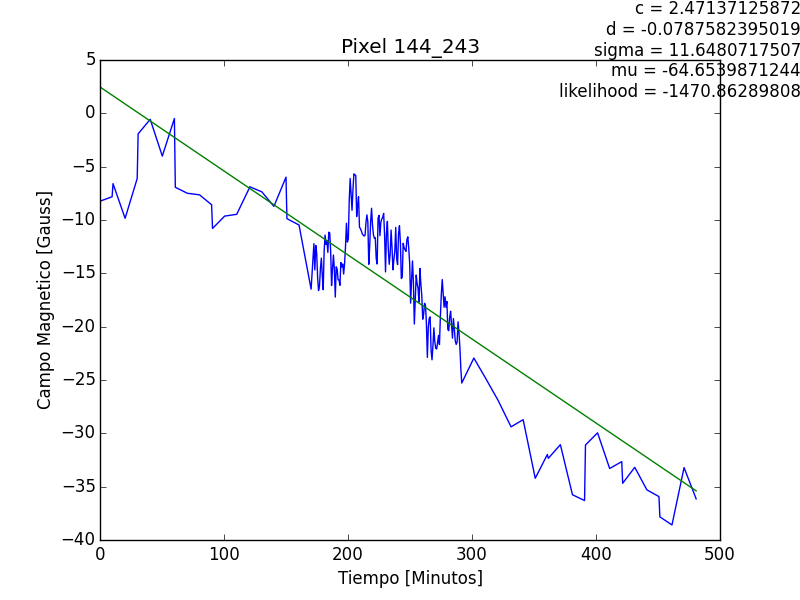 c = 2.47137125872
d = -0.0787582395019
Pixel 144_243
sigma = 11.6480717507
mu = -64.6539871244
likelihood = -1470.86289808
5
0
−5
−10
−15
−20
−25
−30
−35
−40
Campo Magnetico [Gauss]
0 100 200 300 400 500
Tiempo [Minutos]